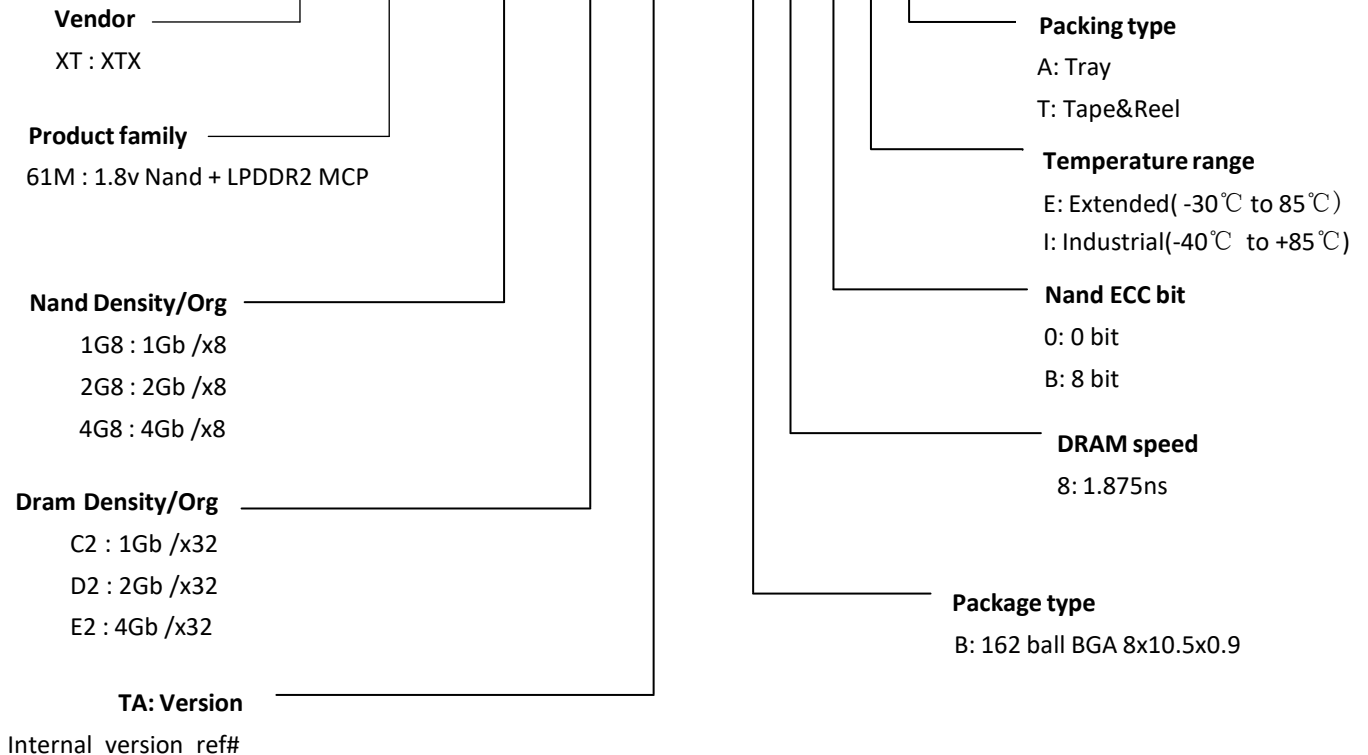 Vendor
XT : XTX
Product family
61M : 1.8v Nand + LPDDR2 MCP
Nand Density/Org
1G8 : 1Gb /x8
2G8 : 2Gb /x8
4G8 : 4Gb /x8
Dram Density/Org
C2 : 1Gb /x32
D2 : 2Gb /x32
E2 : 4Gb /x32
TA: Version
Internal version ref#
Packing type
A: Tray
T: Tape&Reel
Temperature range
E: Extended( -30℃ to 85℃）
I: Industrial(-40℃ to +85℃)
Nand ECC bit
0: 0 bit
B: 8 bit
DRAM speed
8: 1.875ns
Package type
B: 162 ball BGA 8x10.5x0.9